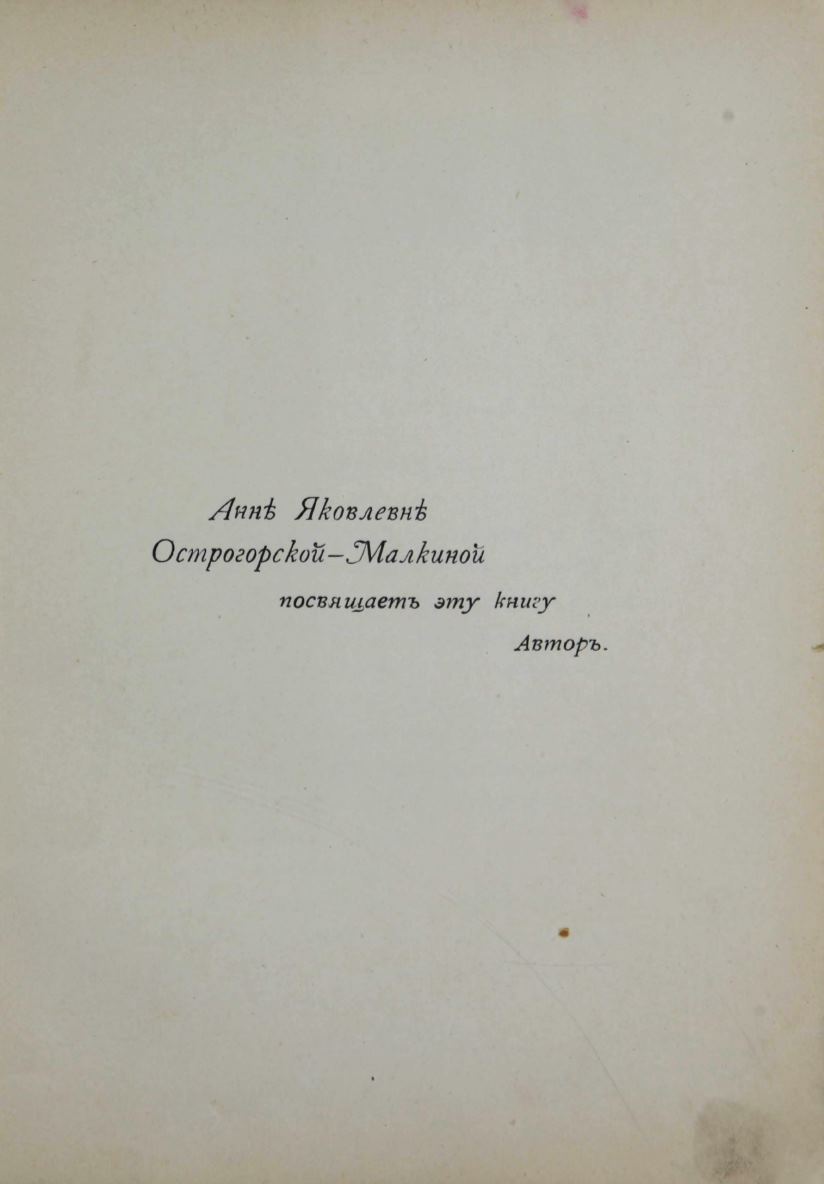 Аннѣ Яковлевнѣ
Острогорской-Малкиной
посвящаетъ эту книгу
Авторъ.